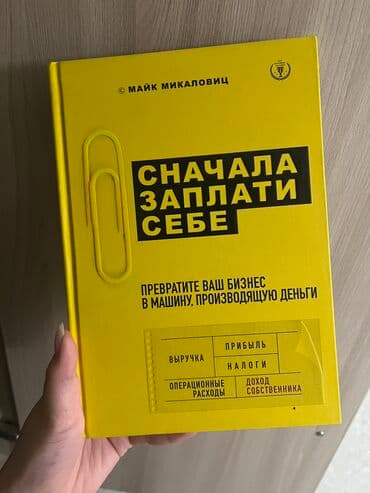 © МАЙК МИКАЛОВИЦ
СНАЧАЛА
ЗАПЛАТИ
СЕБЕ
ПРЕВРАТИТЕ ВАШ БИЗНЕС
В МАШИНУ, ПРОИЗВОДЯЩУЮ ДЕНЬГИ
ВЫРУЧКА
ПРИБЫЛЬ
НАЛОГИ
ОПЕРАЦИОННЫЕ
РАСХОДЫ
ДОХОД
СОБСТВЕННИКА